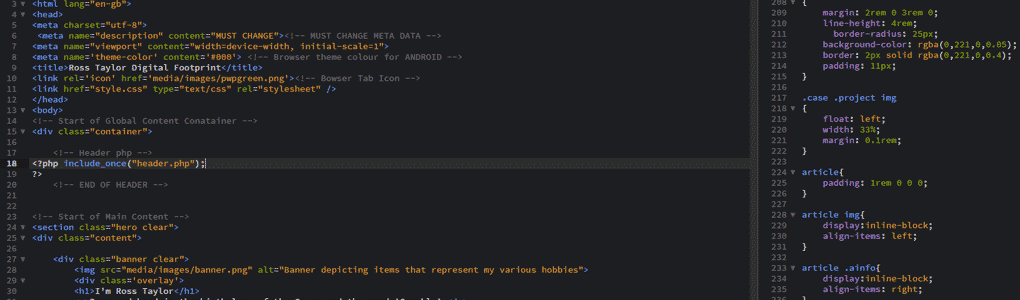 3 <html lang="en-gb">
4 <head>
5 <meta charset="utf-8">
6 <meta name="description" content="MUST CHANGE"><!-- MUST CHANGE META DATA -->
7 <meta name="viewport" content="width=device-width, initial-scale=1">
8 <meta name='theme-color' content='#000'> <!-- Browser theme colour for ANDROID -->
9 <title>Ross Taylor Digital Footprint</title>
10 <link rel='icon' href='media/images/pwpgreen.png'><!-- Bowser Tab Icon -->
11 <link href="style.css" type="text/css" rel="stylesheet" />
12 </head>
13 <body>
14 <!-- Start of Global Content Conatainer -->
15 <div class="container">
16
17 <!-- Header php -->
18 <?php include_once("header.php");
19 ?>
20 <!-- END OF HEADER -->
21
22
23 <!-- Start of Main Content -->
24 <section class="hero clear">
25 <div class="content">
26
27 <div class="banner clear">
28 <img src="media/images/banner.png" alt="Banner depicting items that represent my various hobbies">
29 <div class='overlay'>
30 <h1>I'm Ross Taylor</h1>
208 {
209 margin: 2rem 0 3rem 0;
210 line-height: 4rem;
211 border-radius: 25px;
212 background-color: rgba(0,221,0,0.05);
213 border: 2px solid rgba(0,221,0,0.4);
214 padding: 11px;
215 }
216
217 .case .project img
218 {
219 float: left;
220 width: 33%;
221 margin: 0.1rem;
222 }
223
224 article{
225 padding: 1rem 0 0 0;
226 }
227
228 article img{
229 display:inline-block;
230 align-items: left;
231 }
232
233 article .ainfo{
234 display:inline-block;
235 align-items: right;